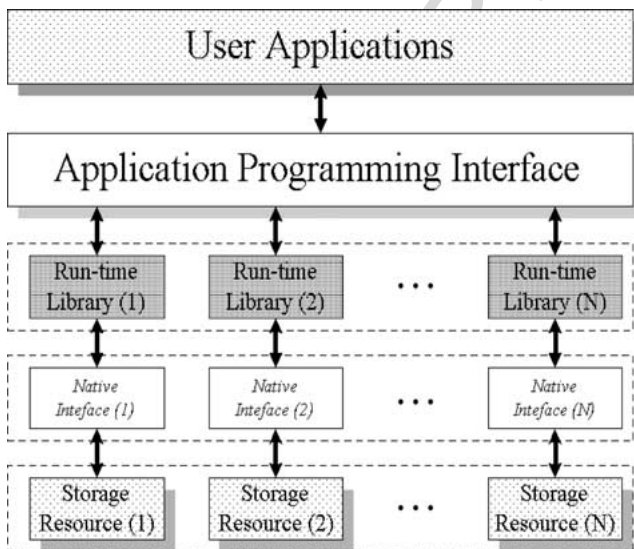 User Applications
Application Programming Interface
Run-time Library (1)
Run-time Library (2)
...
Run-time Library (N)
Native Inteface (1)
Native Inteface (2)
...
Native Inteface (N)
Storage Resource (1)
Storage Resource (2)
...
Storage Resource (N)